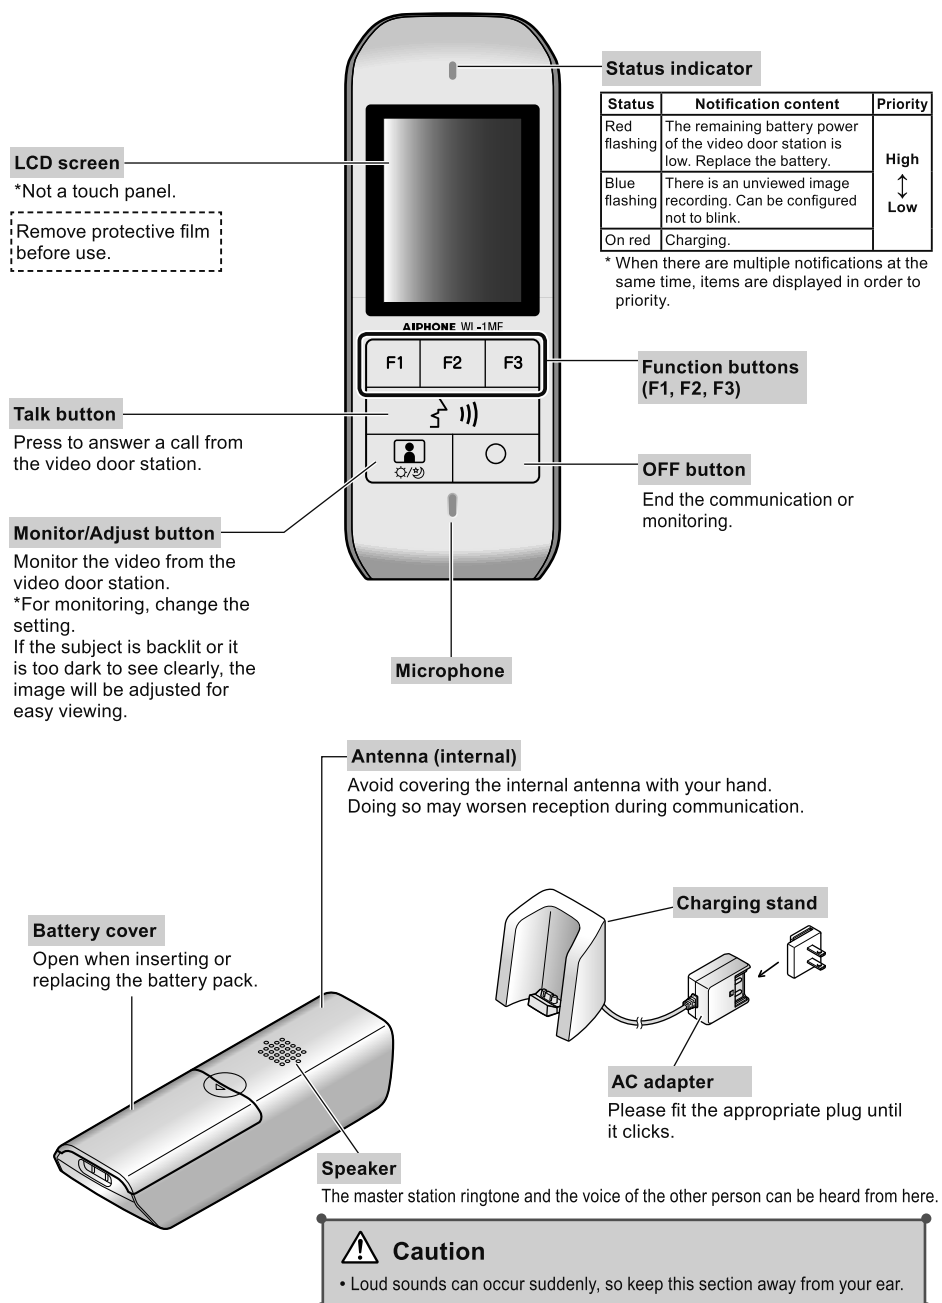 Status indicator
Status Notification content Priority
Red flashing The remaining battery power of the video door station is low. Replace the battery.
High
↕
Low
Blue flashing There is an unviewed image recording. Can be configured not to blink.
On red Charging.
* When there are multiple notifications at the
same time, items are displayed in order to
priority.
LCD screen
*Not a touch panel.
Remove protective film
before use.
AIPHONE WL-1ME
F1 F2 F3
Function buttons
(F1, F2, F3)
Talk button
Press to answer a call from
the video door station.
OFF button
End the communication or
monitoring.
Monitor/Adjust button
Monitor the video from the
video door station.
*For monitoring, change the
setting.
If the subject is backlit or it
is too dark to see clearly, the
image will be adjusted for
easy viewing.
Microphone
Antenna (internal)
Avoid covering the internal antenna with your hand.
Doing so may worsen reception during communication.
Charging stand
Battery cover
Open when inserting or
replacing the battery pack.
AC adapter
Please fit the appropriate plug until
it clicks.
Speaker
The master station ringtone and the voice of the other person can be heard from here.
Caution
• Loud sounds can occur suddenly, so keep this section away from your ear.